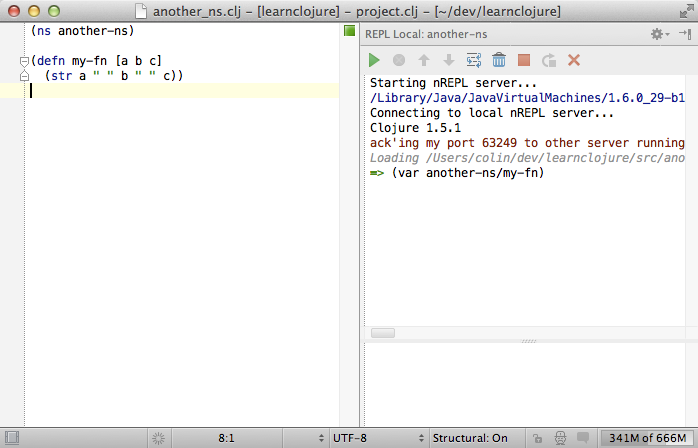 another_ns.clj – [learnclojure] – project.clj – [~/dev/learnclojure]
(ns another-ns)
(defn my-fn [a b c]
(str a " " b " " c))
REPL Local: another-ns
Starting nREPL server...
/Library/Java/JavaVirtualMachines/1.6.0_29-b1
Connecting to local nREPL server...
Clojure 1.5.1
ack'ing my port 63249 to other server running
Loading /Users/colin/dev/learnclojure/src/ano
=> (var another-ns/my-fn)
8:1
UTF-8
Structural: On
341M of 666M